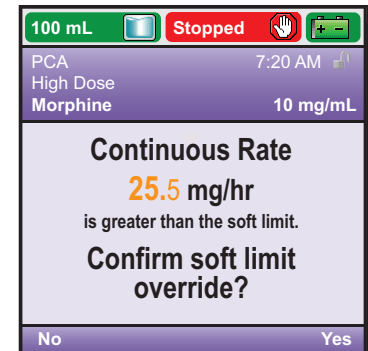 100 mL Stopped
PCA 7:20 AM
High Dose
Morphine 10 mg/mL
Continuous Rate
25.5 mg/hr
is greater than the soft limit.
Confirm soft limit
override?
No Yes